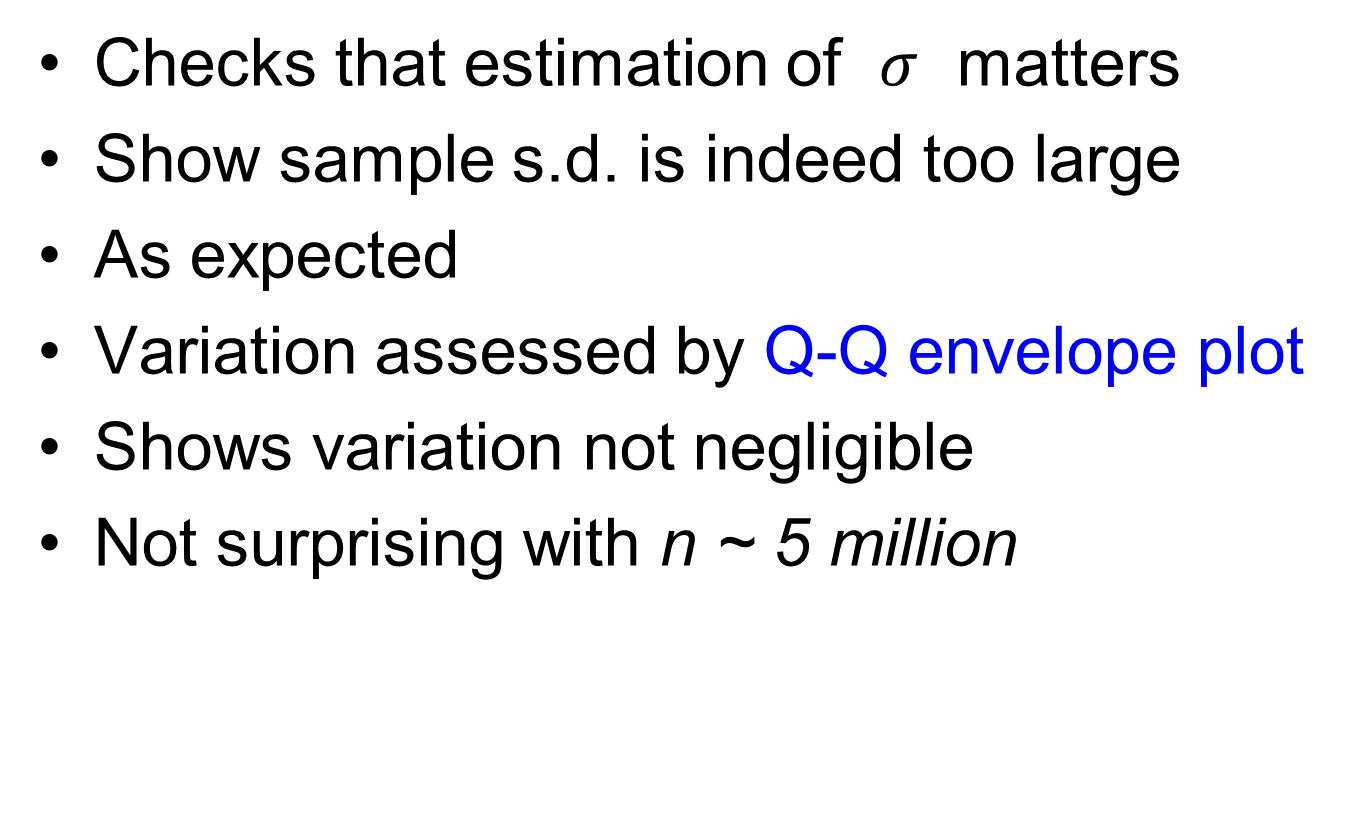 • Checks that estimation of σ matters
• Show sample s.d. is indeed too large
• As expected
• Variation assessed by Q-Q envelope plot
• Shows variation not negligible
• Not surprising with n ~ 5 million